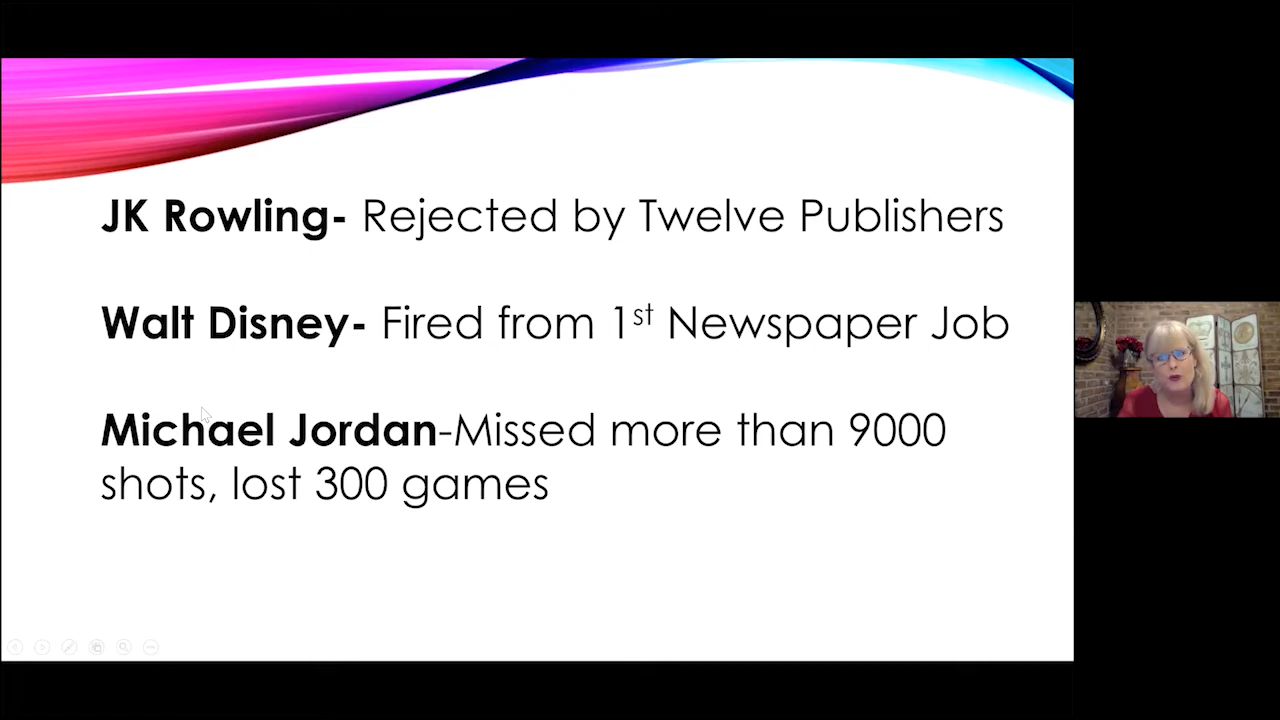 JK Rowling- Rejected by Twelve Publishers
Walt Disney- Fired from 1st Newspaper Job
Michael Jordan-Missed more than 9000
shots, lost 300 games